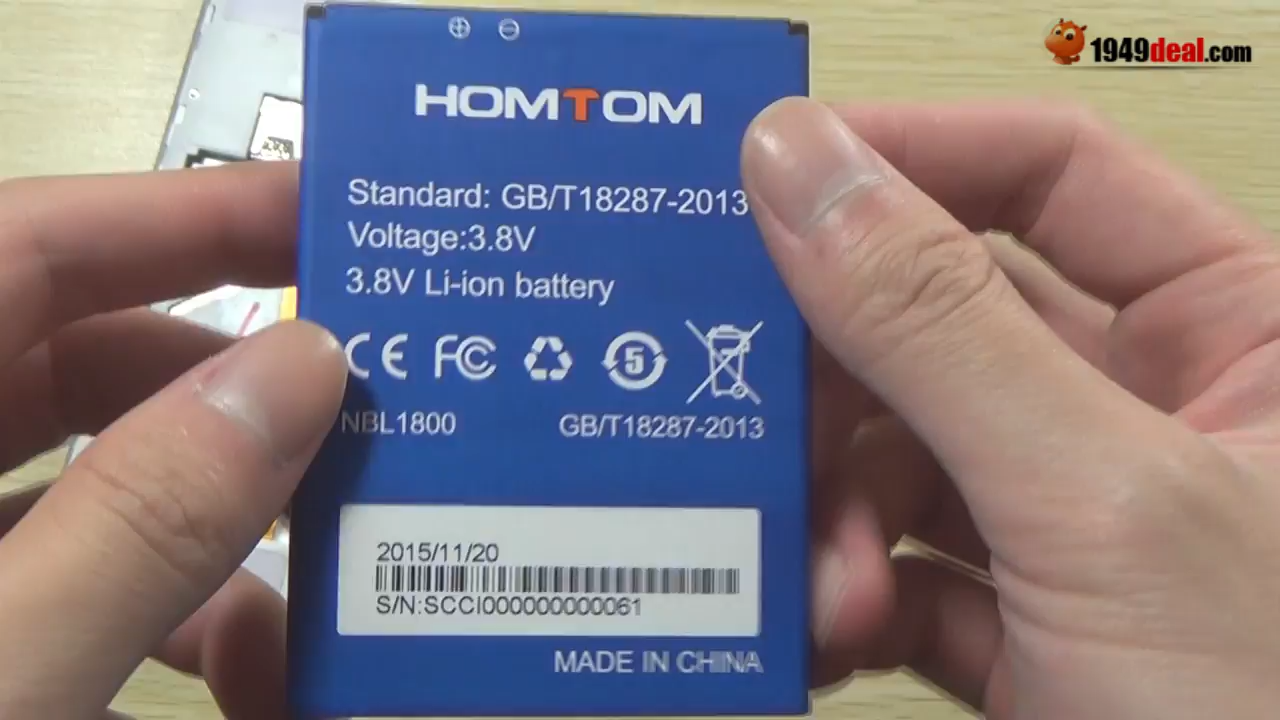 1949deal.com
HOMTOM
Standard: GB/T18287-2013
Voltage:3.8V
3.8V Li-ion battery
CE FC 5
NBL1800 GB/T18287-2013
2015/11/20
S/N:SCCI000000000061
MADE IN CHINA